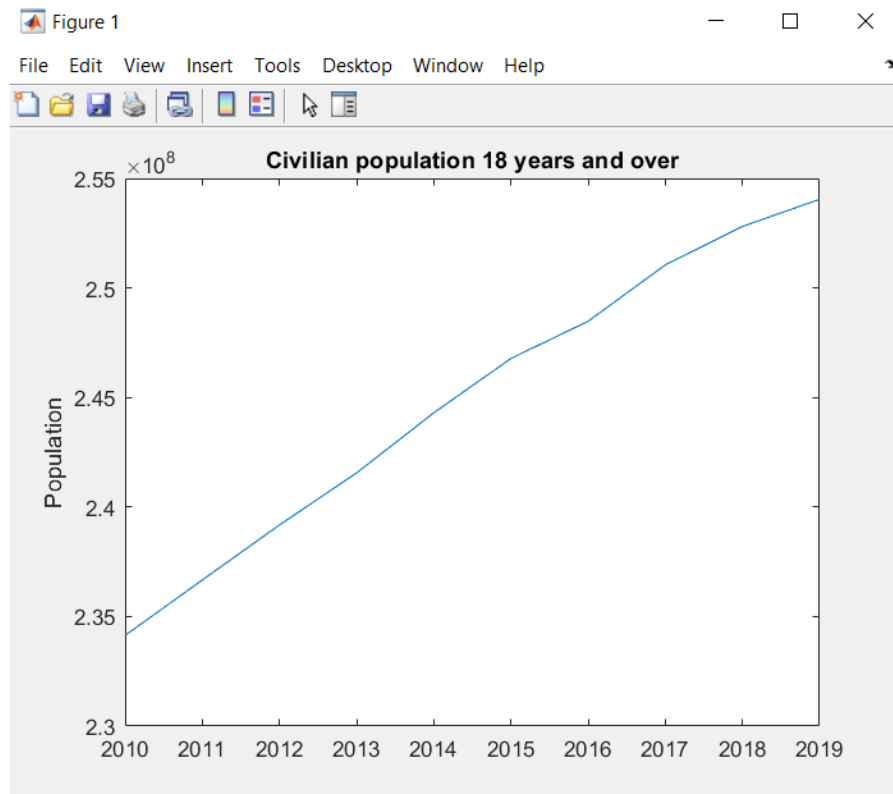 Figure 1
File Edit View Insert Tools Desktop Window Help
×10⁸
Civilian population 18 years and over
2.55
2.5
2.45
2.4
2.35
2.3
Population
2010 2011 2012 2013 2014 2015 2016 2017 2018 2019